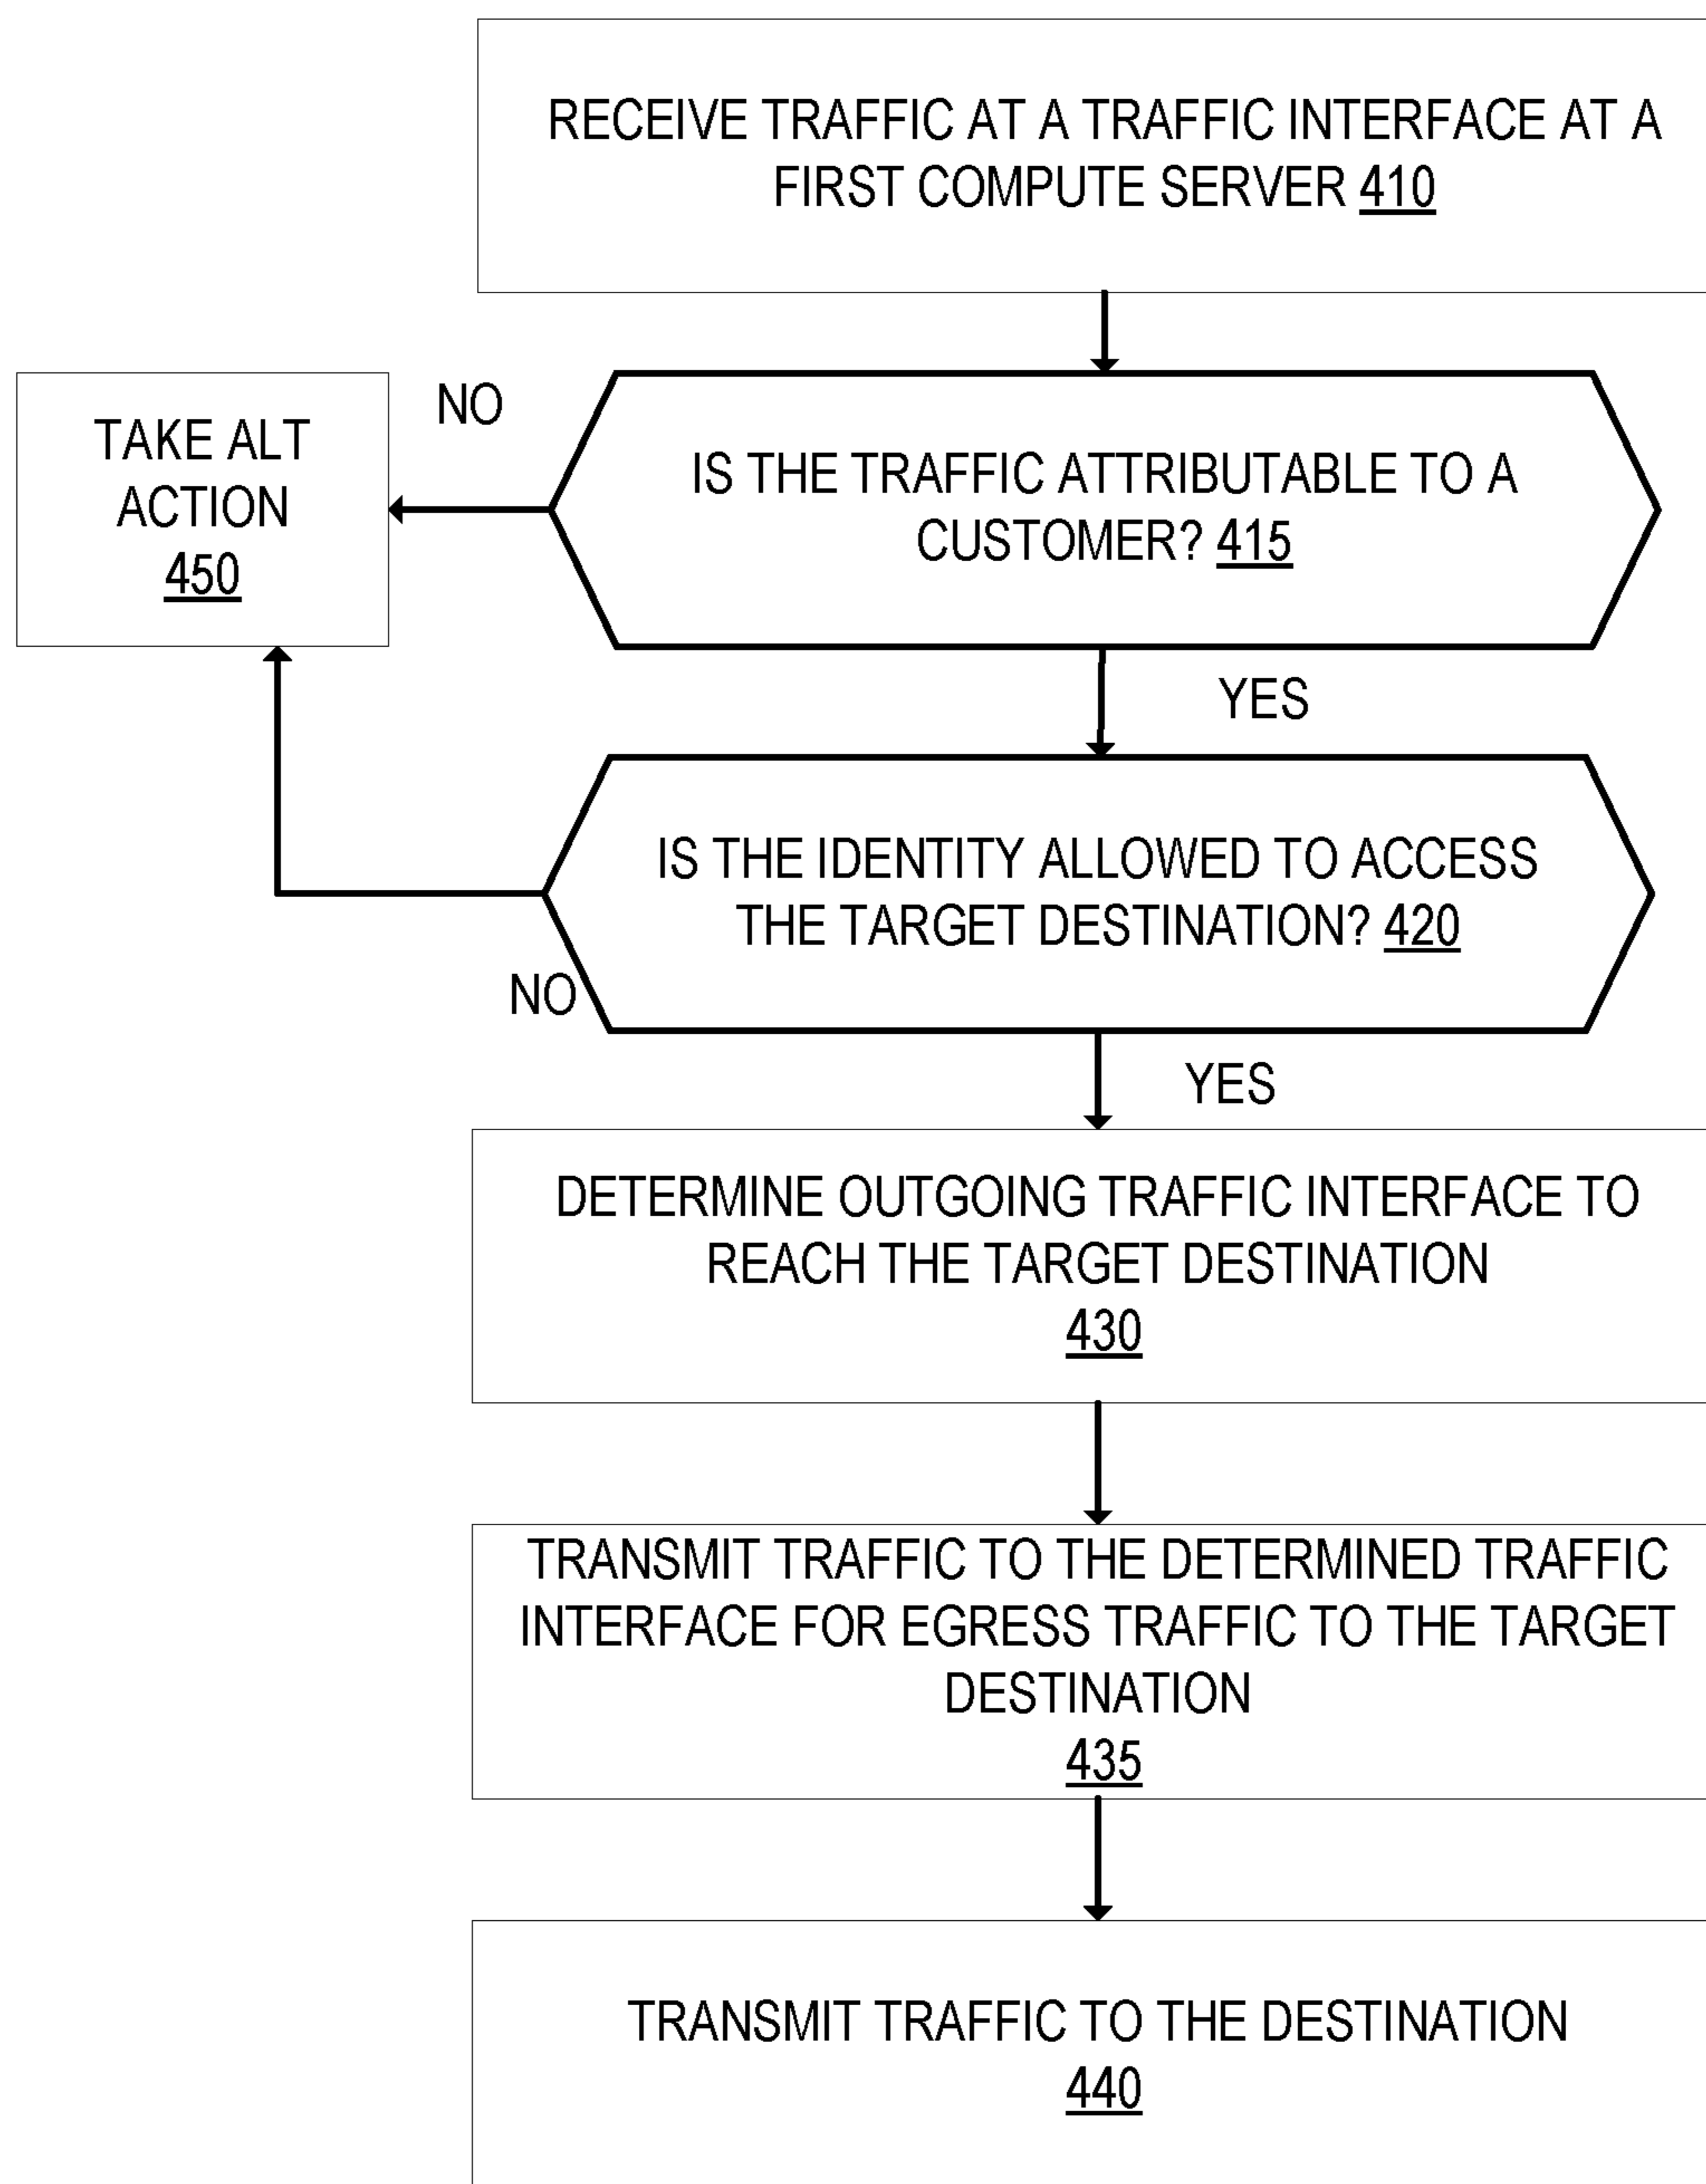 RECEIVE TRAFFIC AT A TRAFFIC INTERFACE AT A
FIRST COMPUTE SERVER 410
NO
TAKE ALT
ACTION
450
IS THE TRAFFIC ATTRIBUTABLE TO A
CUSTOMER? 415
YES
IS THE IDENTITY ALLOWED TO ACCESS
THE TARGET DESTINATION? 420
NO
YES
DETERMINE OUTGOING TRAFFIC INTERFACE TO
REACH THE TARGET DESTINATION
430
TRANSMIT TRAFFIC TO THE DETERMINED TRAFFIC
INTERFACE FOR EGRESS TRAFFIC TO THE TARGET
DESTINATION
435
TRANSMIT TRAFFIC TO THE DESTINATION
440